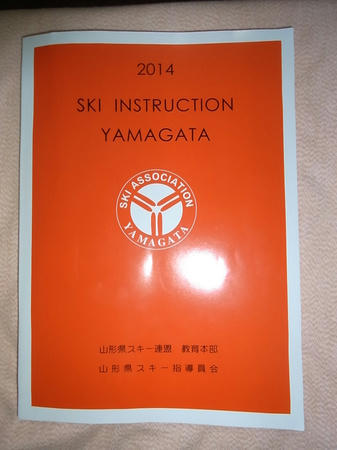 2014
SKI INSTRUCTION
YAMAGATA
SKI ASSOCIATION
YAMAGATA
山形県スキー連盟 教育本部
山形県スキー指導員会